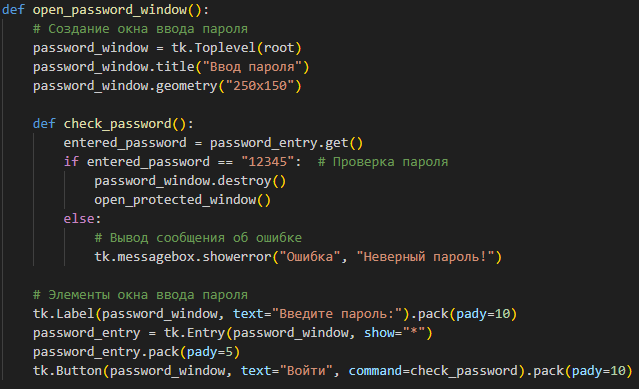 def open_password_window():
    # Создание окна ввода пароля
    password_window = tk.Toplevel(root)
    password_window.title("Ввод пароля")
    password_window.geometry("250x150")

    def check_password():
        entered_password = password_entry.get()
        if entered_password == "12345":  # Проверка пароля
            password_window.destroy()
            open_protected_window()
        else:
            # Вывод сообщения об ошибке
            tk.messagebox.showerror("Ошибка", "Неверный пароль!")

    # Элементы окна ввода пароля
    tk.Label(password_window, text="Введите пароль:").pack(pady=10)
    password_entry = tk.Entry(password_window, show="*")
    password_entry.pack(pady=5)
    tk.Button(password_window, text="Войти", command=check_password).pack(pady=10)